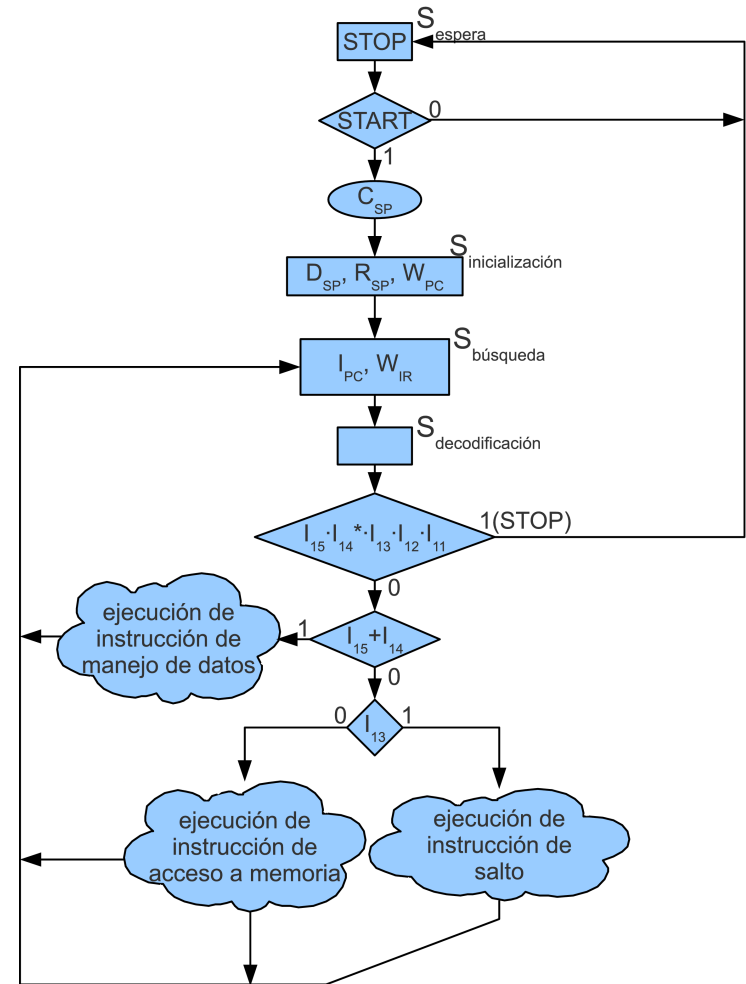 STOP
S espera
START
0
1
C SP
S inicialización
D SP, R SP, W PC
S búsqueda
I PC, W IR
S decodificación
I 15·I 14*·I 13·I 12·I 11
1(STOP)
0
ejecución de
instrucción de
manejo de datos
1
I 15+I 14
0
0
I 13
1
ejecución de
instrucción de
acceso a memoria
ejecución de
instrucción de
salto